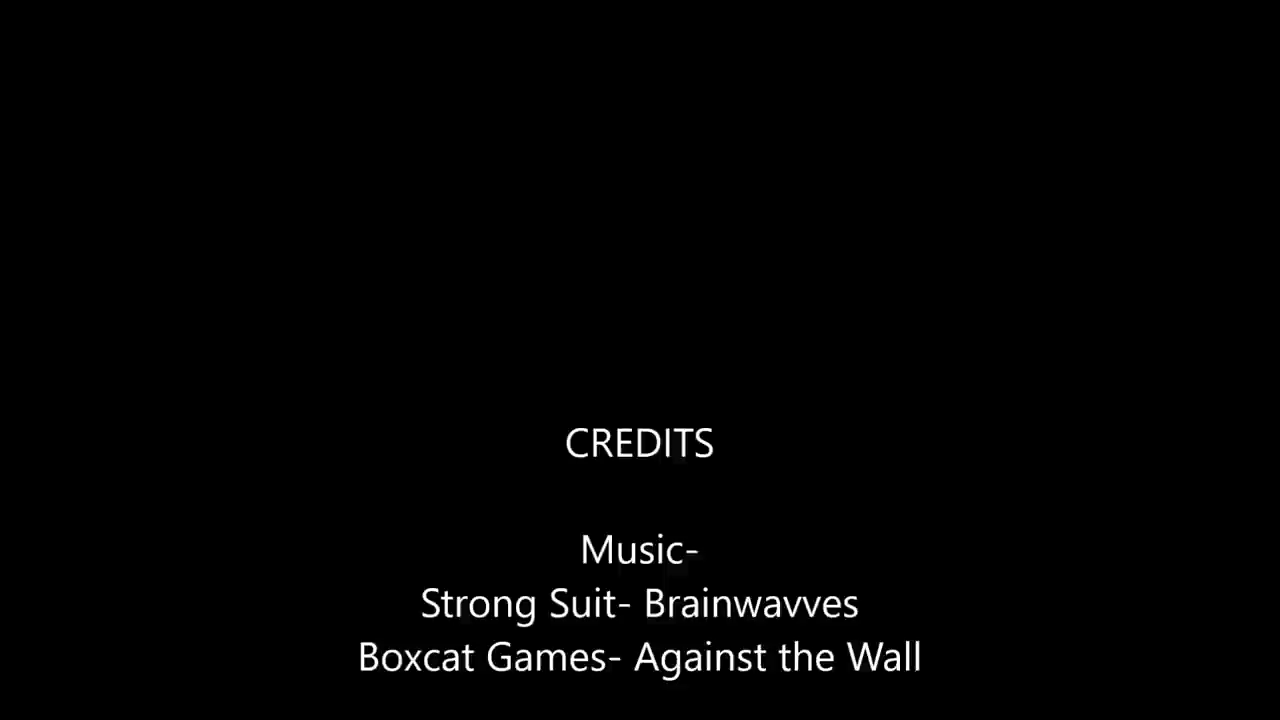 CREDITS
Music-
Strong Suit- Brainwavves
Boxcat Games- Against the Wall